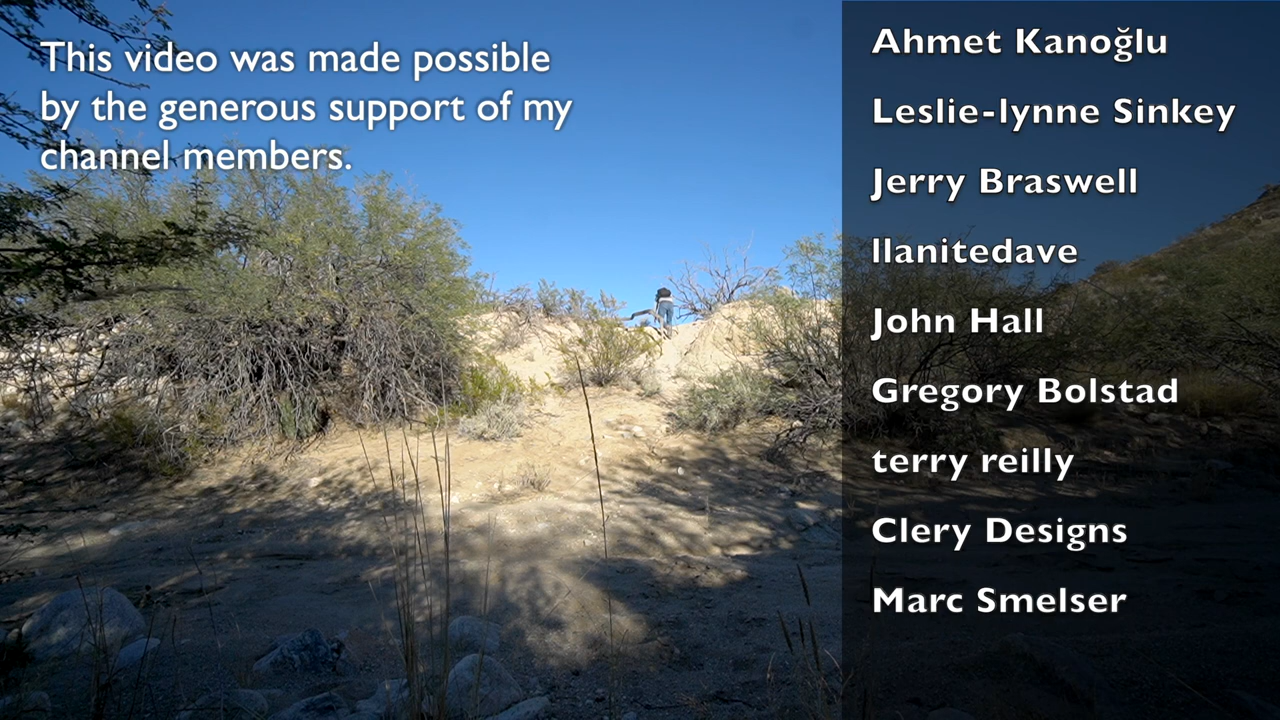 This video was made possible
by the generous support of my
channel members.
Ahmet Kanoğlu
Leslie-lynne Sinkey
Jerry Braswell
llanitedave
John Hall
Gregory Bolstad
terry reilly
Clery Designs
Marc Smelser